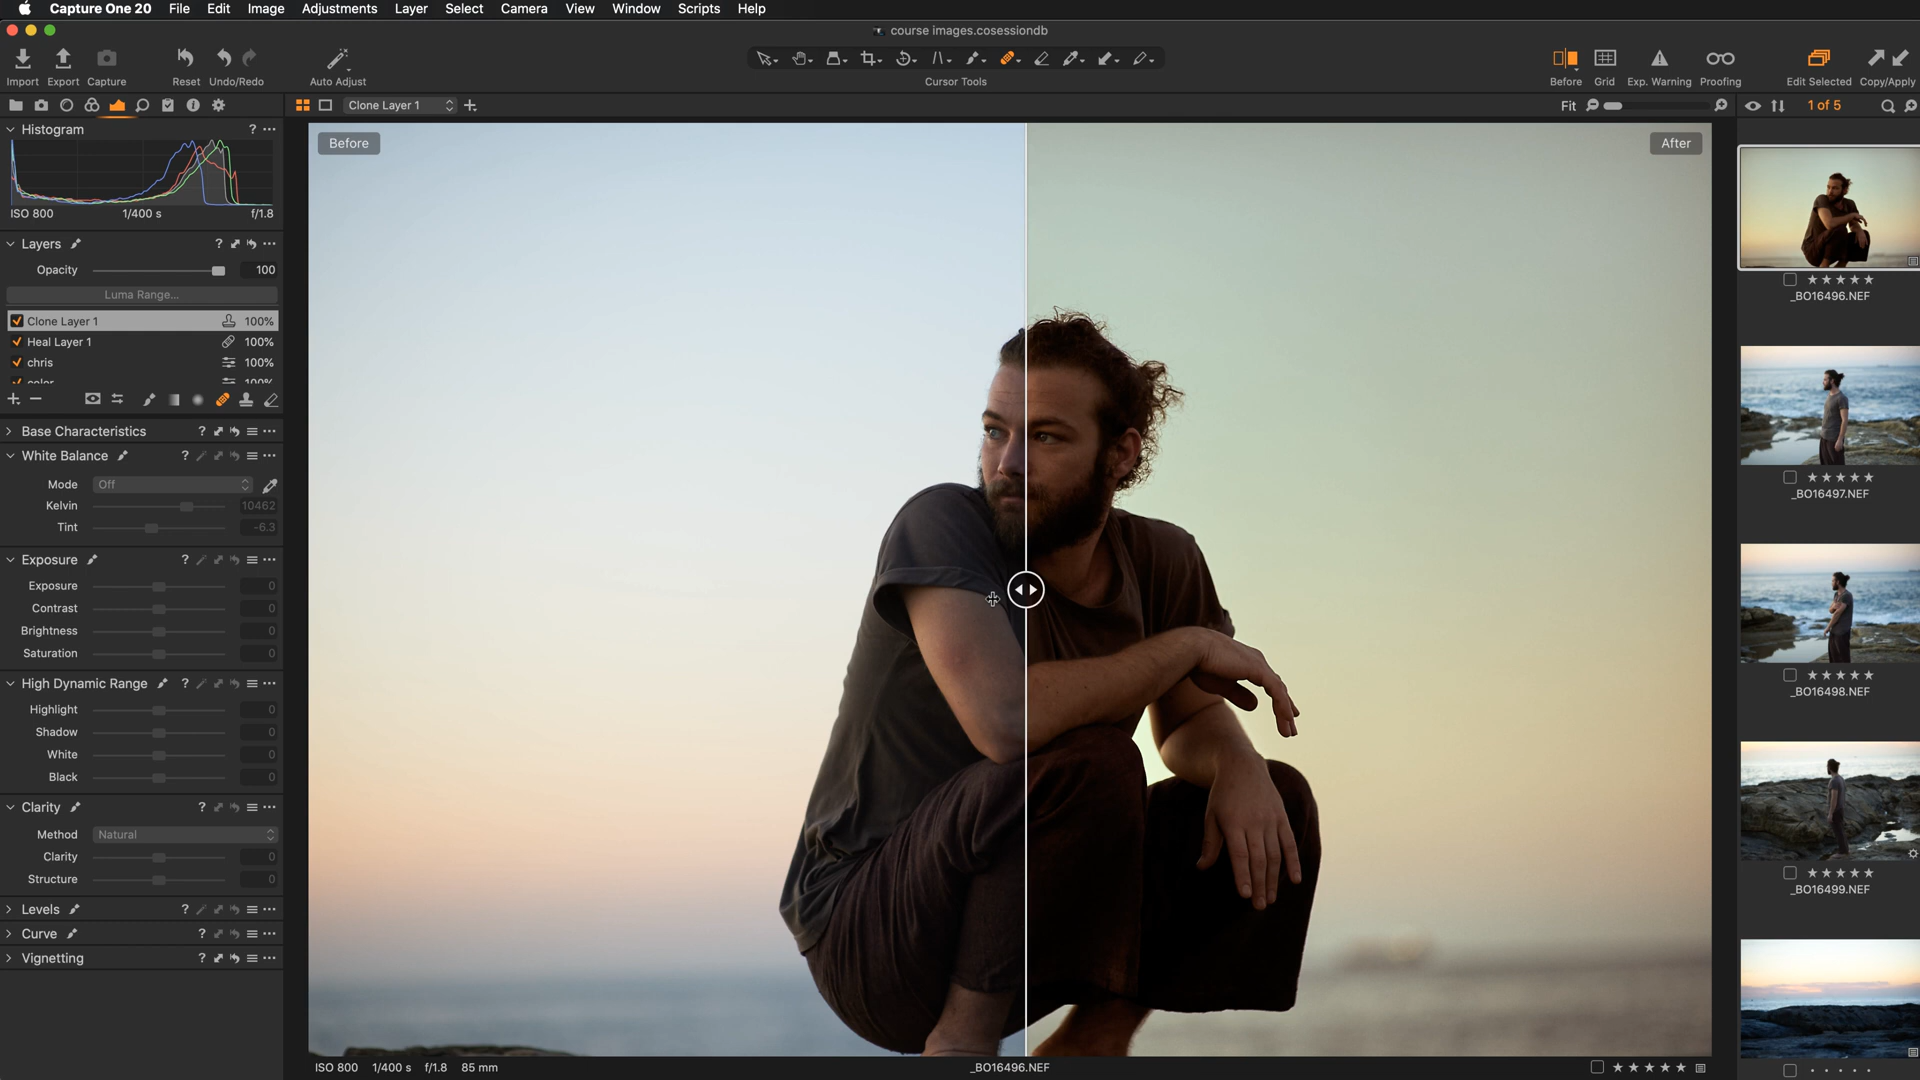 Capture One 20 File Edit Image Adjustments Layer Select Camera View Window Scripts Help
course images.cosessiondb
Import Export Capture Reset Undo/Redo Auto Adjust Cursor Tools Before Grid Exp. Warning Proofing Edit Selected Copy/Apply
Clone Layer 1 Fit 1 of 5
Histogram
ISO 800 1/400 s f/1.8
Layers
Opacity 100
Luma Range...
Clone Layer 1 100%
Heal Layer 1 100%
chris 100%
color 100%
Base Characteristics
White Balance
Mode Off
Kelvin 10462
Tint -6.3
Exposure
Exposure 0
Contrast 0
Brightness 0
Saturation 0
High Dynamic Range
Highlight 0
Shadow 0
White 0
Black 0
Clarity
Method Natural
Clarity 0
Structure 0
Levels
Curve
Vignetting
Before
After
ISO 800 1/400 s f/1.8 85 mm
_BO16496.NEF
_BO16496.NEF
_BO16497.NEF
_BO16498.NEF
_BO16499.NEF